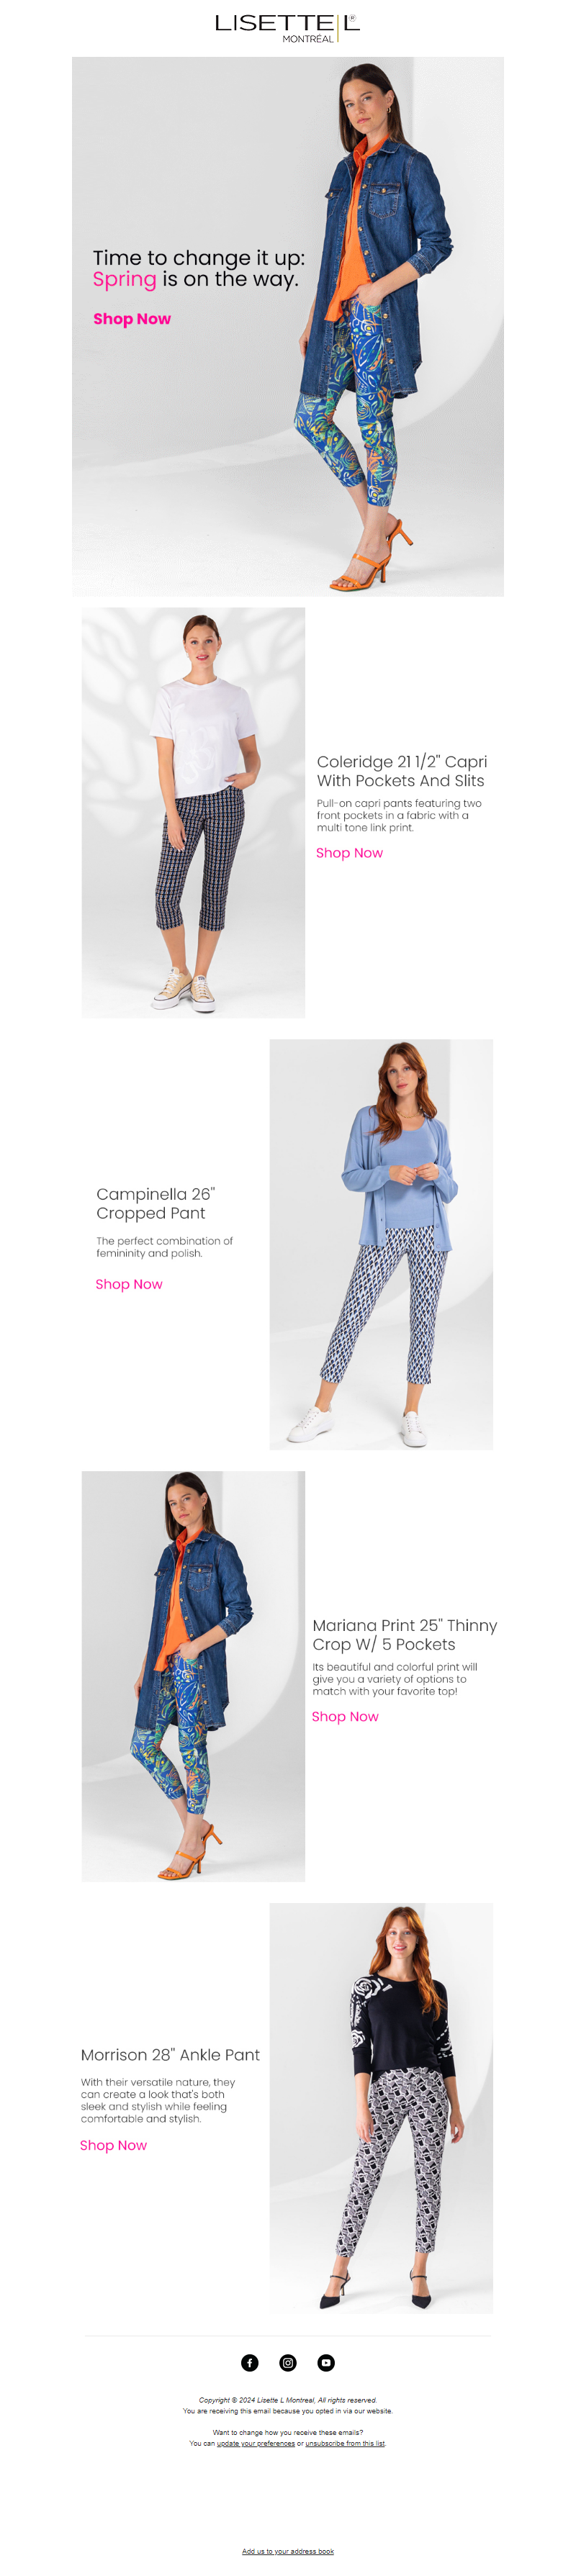 LISETTE L®
MONTRÉAL
Time to change it up:
Spring is on the way.
Shop Now
Coleridge 21 1/2" Capri
With Pockets And Slits
Pull-on capri pants featuring two
front pockets in a fabric with a
multi tone link print.
Shop Now
Campinella 26"
Cropped Pant
The perfect combination of
femininity and polish.
Shop Now
Mariana Print 25" Thinny
Crop W/ 5 Pockets
Its beautiful and colorful print will
give you a variety of options to
match with your favorite top!
Shop Now
Morrison 28" Ankle Pant
With their versatile nature, they
can create a look that's both
sleek and stylish while feeling
comfortable and stylish.
Shop Now
Copyright © 2024 Lisette L Montreal, All rights reserved.
You are receiving this email because you opted in via our website.
Want to change how you receive these emails?
You can update your preferences or unsubscribe from this list.
Add us to your address book